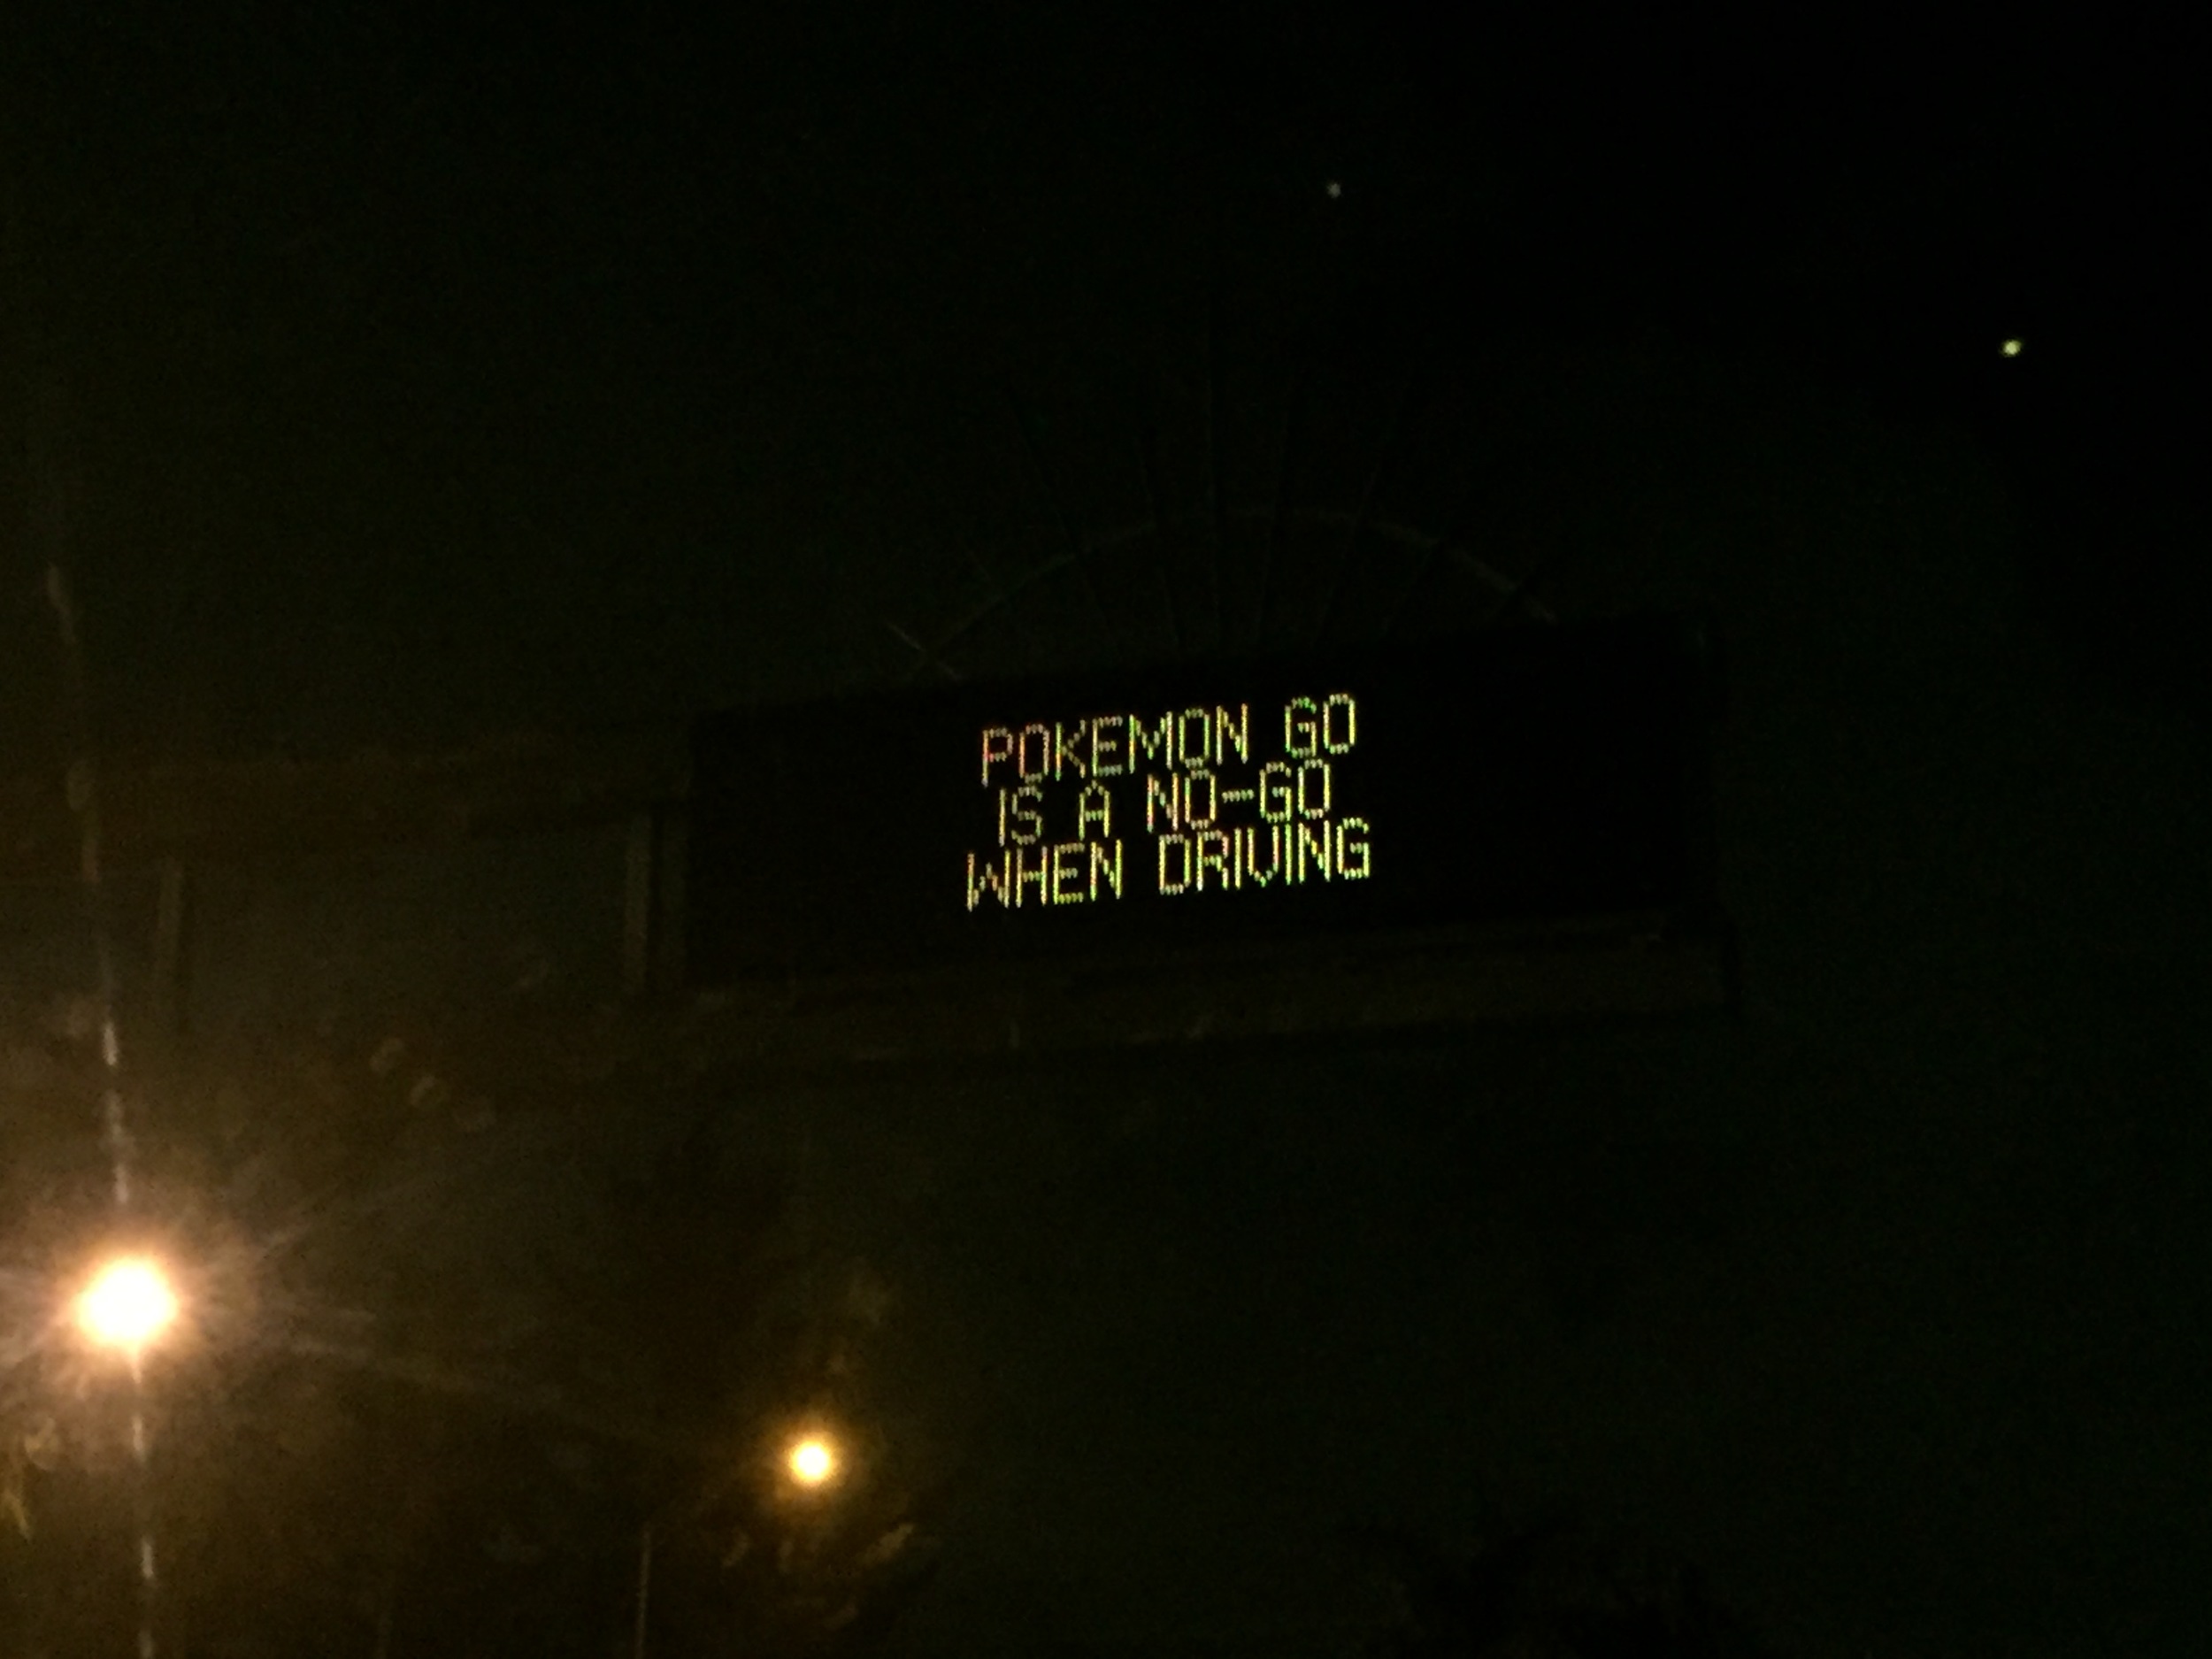 POKEMON GO
IS A NO-GO
WHEN DRIVING